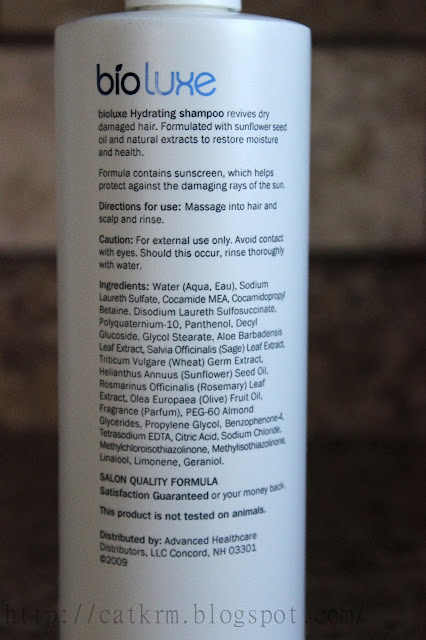 bioluxe
bioluxe Hydrating shampoo revives dry
damaged hair. Formulated with sunflower seed
oil and natural extracts to restore moisture
and health.
Formula contains sunscreen, which helps
protect against the damaging rays of the sun.
Directions for use: Massage into hair and
scalp and rinse.
Caution: For external use only. Avoid contact
with eyes. Should this occur, rinse thoroughly
with water.
Ingredients: Water (Aqua, Eau), Sodium
Laureth Sulfate, Cocamide MEA, Cocamidopropyl
Betaine, Disodium Laureth Sulfosuccinate,
Polyquaternium-10, Panthenol, Decyl
Glucoside, Glycol Stearate, Aloe Barbadensis
Leaf Extract, Salvia Officinalis (Sage) Leaf Extract,
Triticum Vulgare (Wheat) Germ Extract,
Helianthus Annuus (Sunflower) Seed Oil,
Rosmarinus Officinalis (Rosemary) Leaf
Extract, Olea Europaea (Olive) Fruit Oil,
Fragrance (Parfum), PEG-60 Almond
Glycerides, Propylene Glycol, Benzophenone-4,
Tetrasodium EDTA, Citric Acid, Sodium Chloride,
Methylchloroisothiazolinone, Methylisothiazolinone,
Linalool, Limonene, Geraniol.
SALON QUALITY FORMULA
Satisfaction Guaranteed or your money back.
This product is not tested on animals.
Distributed by: Advanced Healthcare
Distributors, LLC Concord, NH 03301
©2009
http://catkrm.blogspot.com/